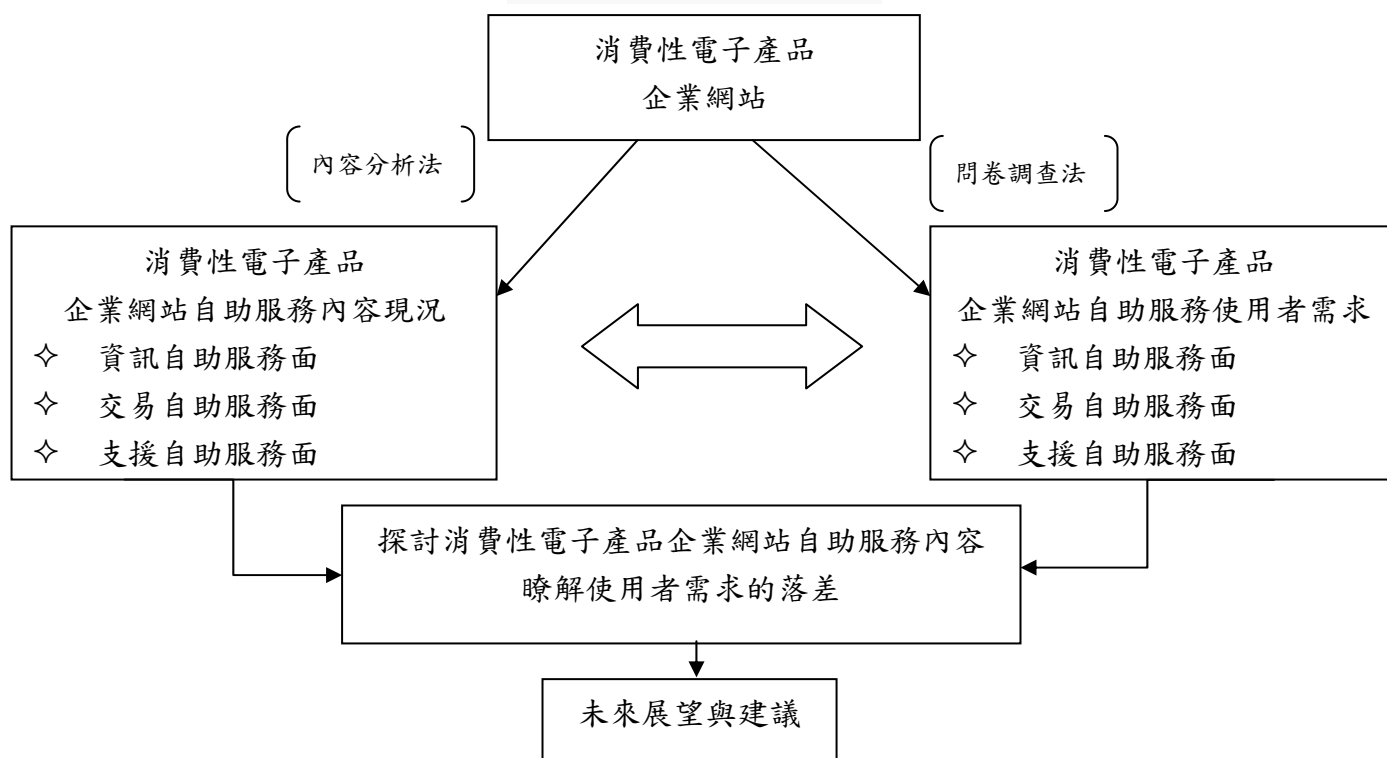 消費性電子產品
企業網站
內容分析法
問卷調查法
消費性電子產品
企業網站自助服務內容現況
✧ 資訊自助服務面
✧ 交易自助服務面
✧ 支援自助服務面
消費性電子產品
企業網站自助服務使用者需求
✧ 資訊自助服務面
✧ 交易自助服務面
✧ 支援自助服務面
探討消費性電子產品企業網站自助服務內容
瞭解使用者需求的落差
未來展望與建議